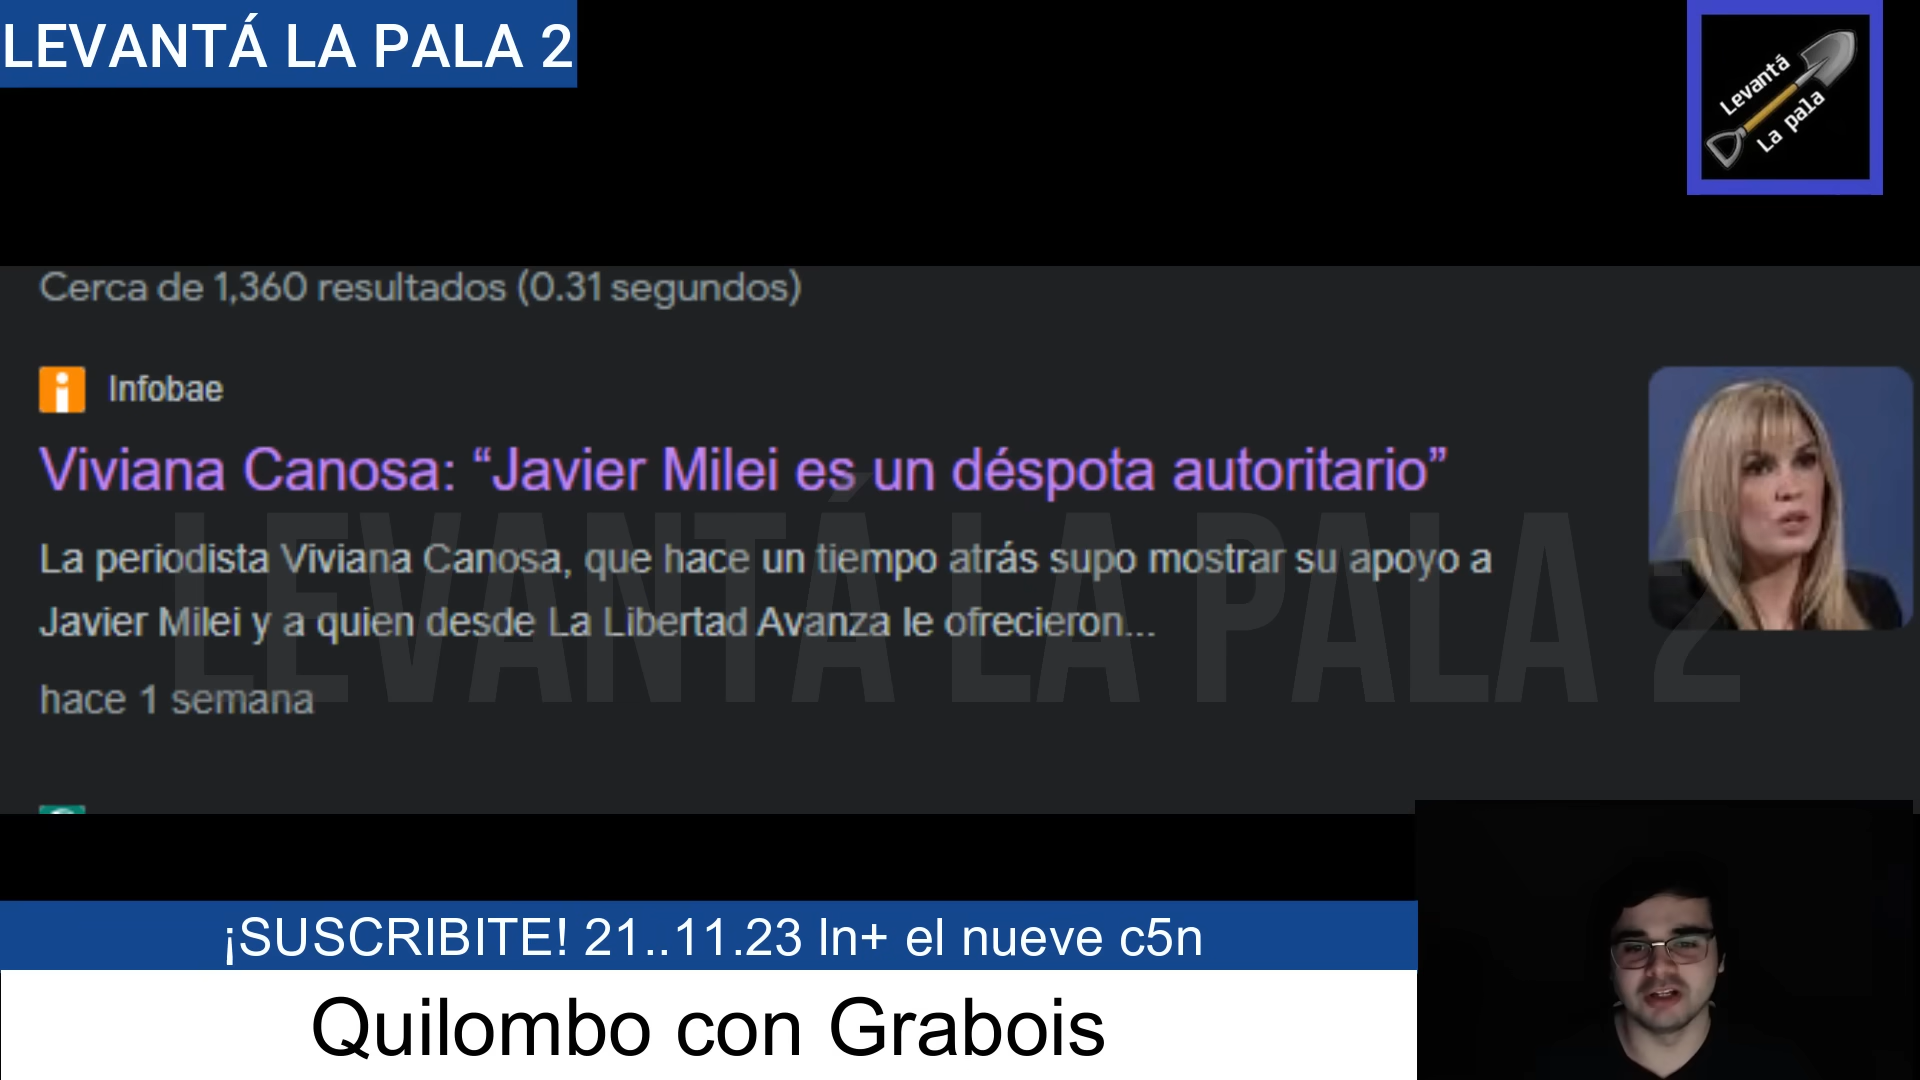 LEVANTÁ LA PALA 2
Levantá
La pala
Cerca de 1,360 resultados (0.31 segundos)
Infobae
Viviana Canosa: “Javier Milei es un déspota autoritario”
La periodista Viviana Canosa, que hace un tiempo atrás supo mostrar su apoyo a
Javier Milei y a quien desde La Libertad Avanza le ofrecieron...
hace 1 semana
LEVANTÁ LA PALA 2
¡SUSCRIBITE! 21..11.23 ln+ el nueve c5n
Quilombo con Grabois